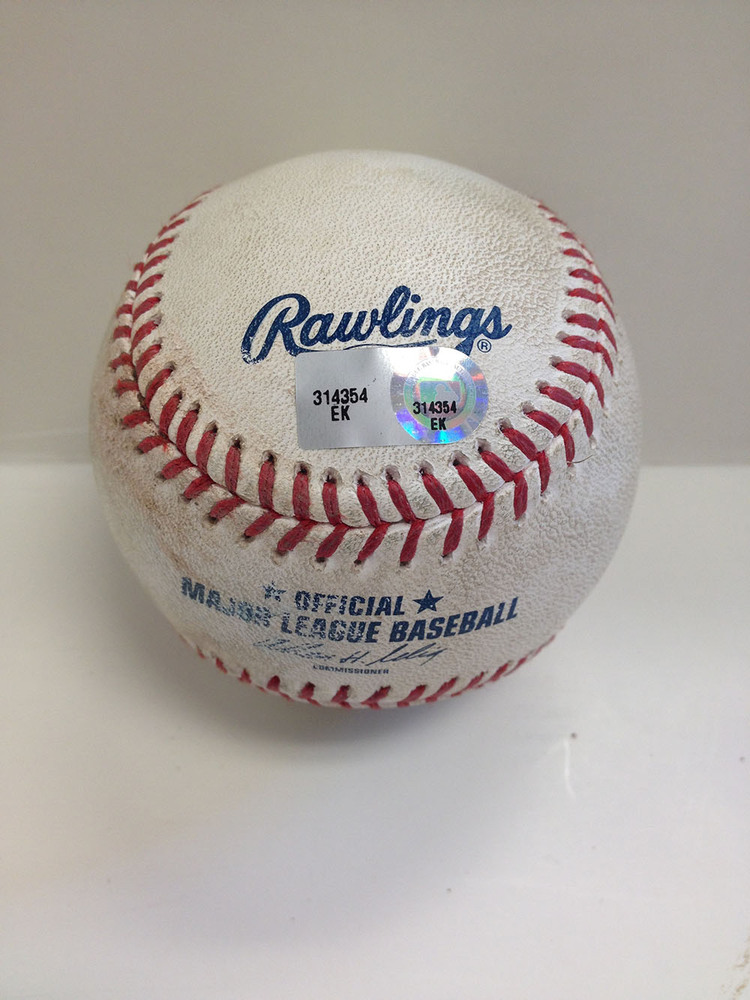 Rawlings®
314354
EK
314354
EK
★ OFFICIAL ★
MAJOR LEAGUE BASEBALL
COMMISSIONER